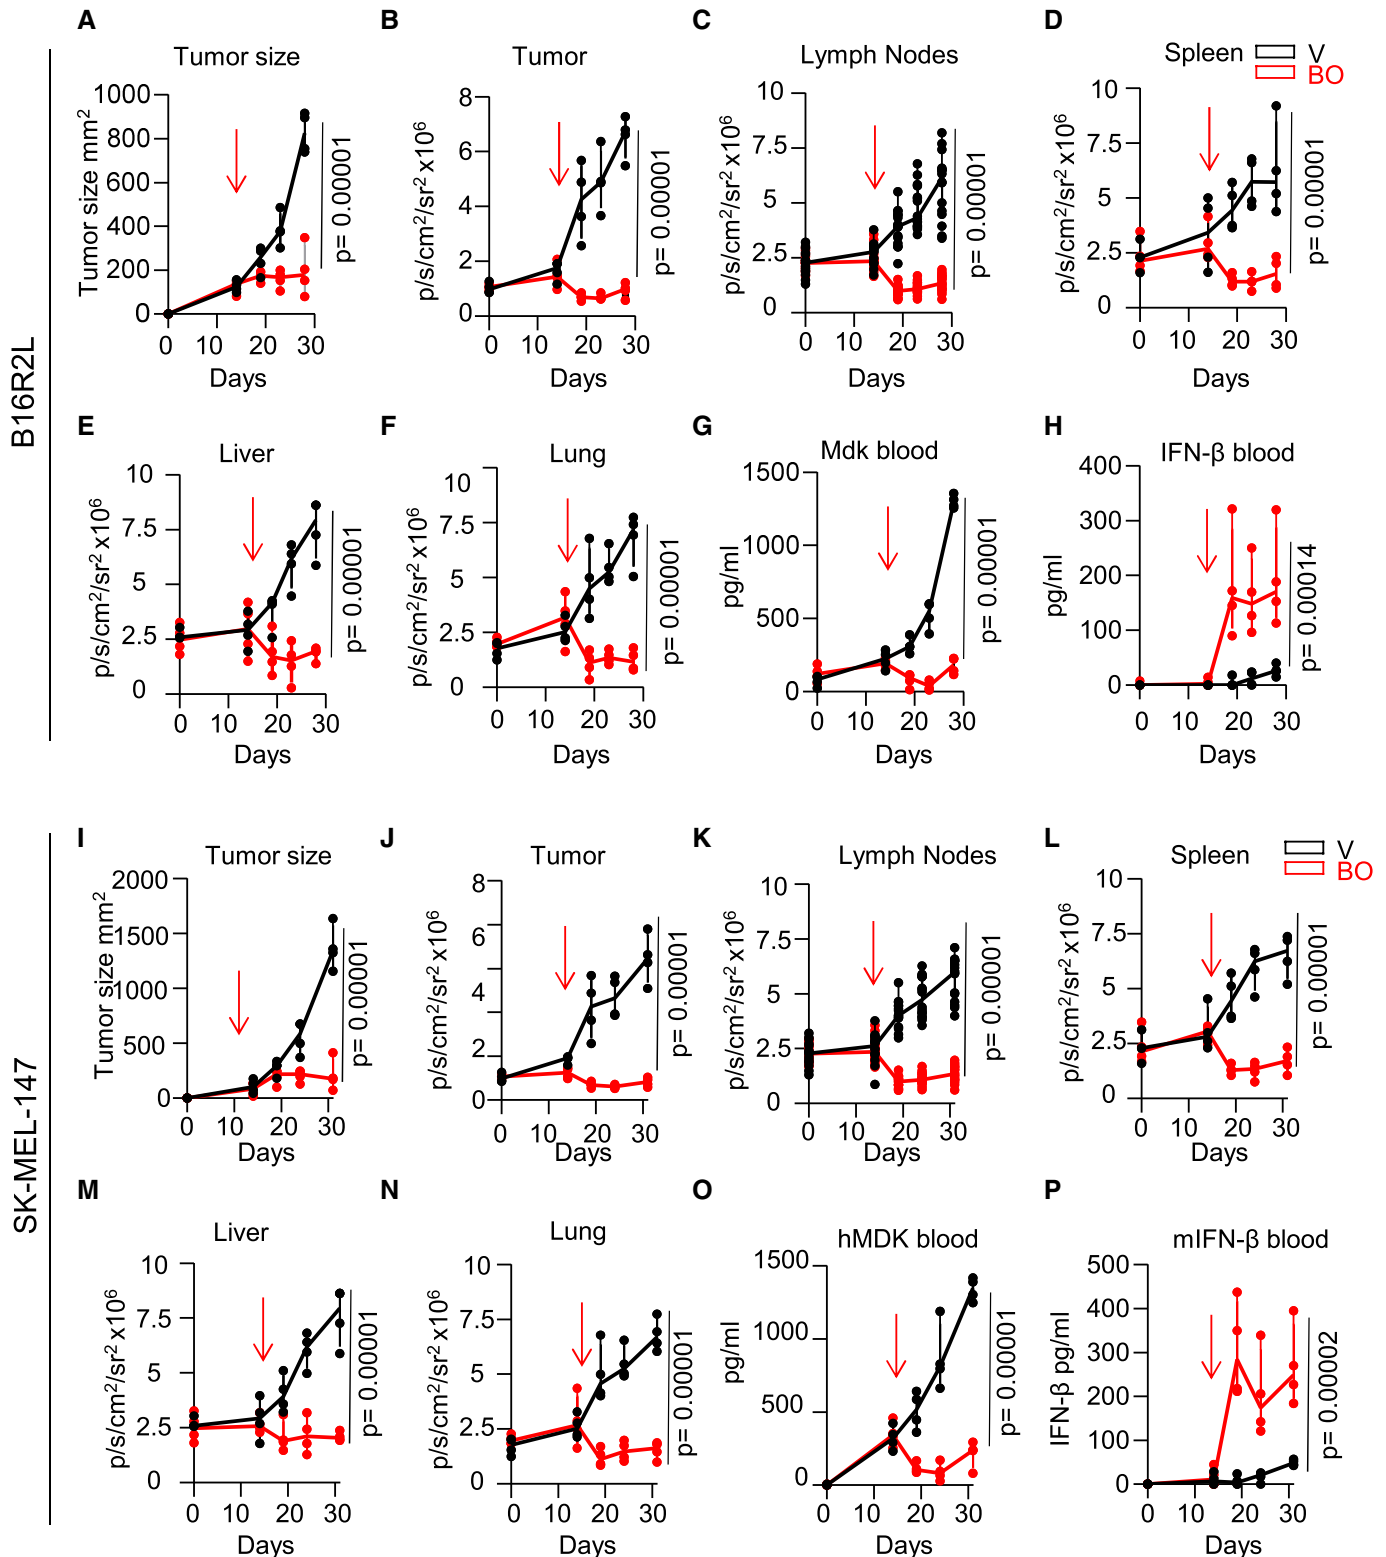 A
B
C
D
Tumor size
Tumor
Lymph Nodes
Spleen
V
BO
Tumor size mm2
1000
800
600
400
200
0
0 10 20 30
Days
p= 0.00001
p/s/cm2/sr2 x106
8
6
4
2
0
0 10 20 30
Days
p= 0.00001
p/s/cm2/sr2 x106
10
7.5
5
2.5
0
0 10 20 30
Days
p= 0.00001
p/s/cm2/sr2 x106
10
7.5
5
2.5
0
0 10 20 30
Days
p= 0.00001
B16R2L
E
F
G
H
Liver
Lung
Mdk blood
IFN-β blood
p/s/cm2/sr2 x106
10
7.5
5
2.5
0
0 10 20 30
Days
p= 0.00001
p/s/cm2/sr2 x106
10
7.5
5
2.5
0
0 10 20 30
Days
p= 0.00001
pg/ml
1500
1000
500
0
0 10 20 30
Days
p= 0.00001
pg/ml
400
300
200
100
0
0 10 20 30
Days
p= 0.00014
I
J
K
L
Tumor size
Tumor
Lymph Nodes
Spleen
V
BO
Tumor size mm2
2000
1500
1000
500
0
0 10 20 30
Days
p= 0.00001
p/s/cm2/sr2 x106
8
6
4
2
0
0 10 20 30
Days
p= 0.00001
p/s/cm2/sr2 x106
10
7.5
5
2.5
0
0 10 20 30
Days
p= 0.00001
p/s/cm2/sr2 x106
10
7.5
5
2.5
0
0 10 20 30
Days
p= 0.00001
SK-MEL-147
M
N
O
P
Liver
Lung
hMDK blood
mIFN-β blood
p/s/cm2/sr2 x106
10
7.5
5
2.5
0
0 10 20 30
Days
p= 0.00001
p/s/cm2/sr2 x106
10
7.5
5
2.5
0
0 10 20 30
Days
p= 0.00001
pg/ml
1500
1000
500
0
0 10 20 30
Days
p= 0.00001
IFN-β pg/ml
500
400
300
200
100
0
0 10 20 30
Days
p= 0.00002